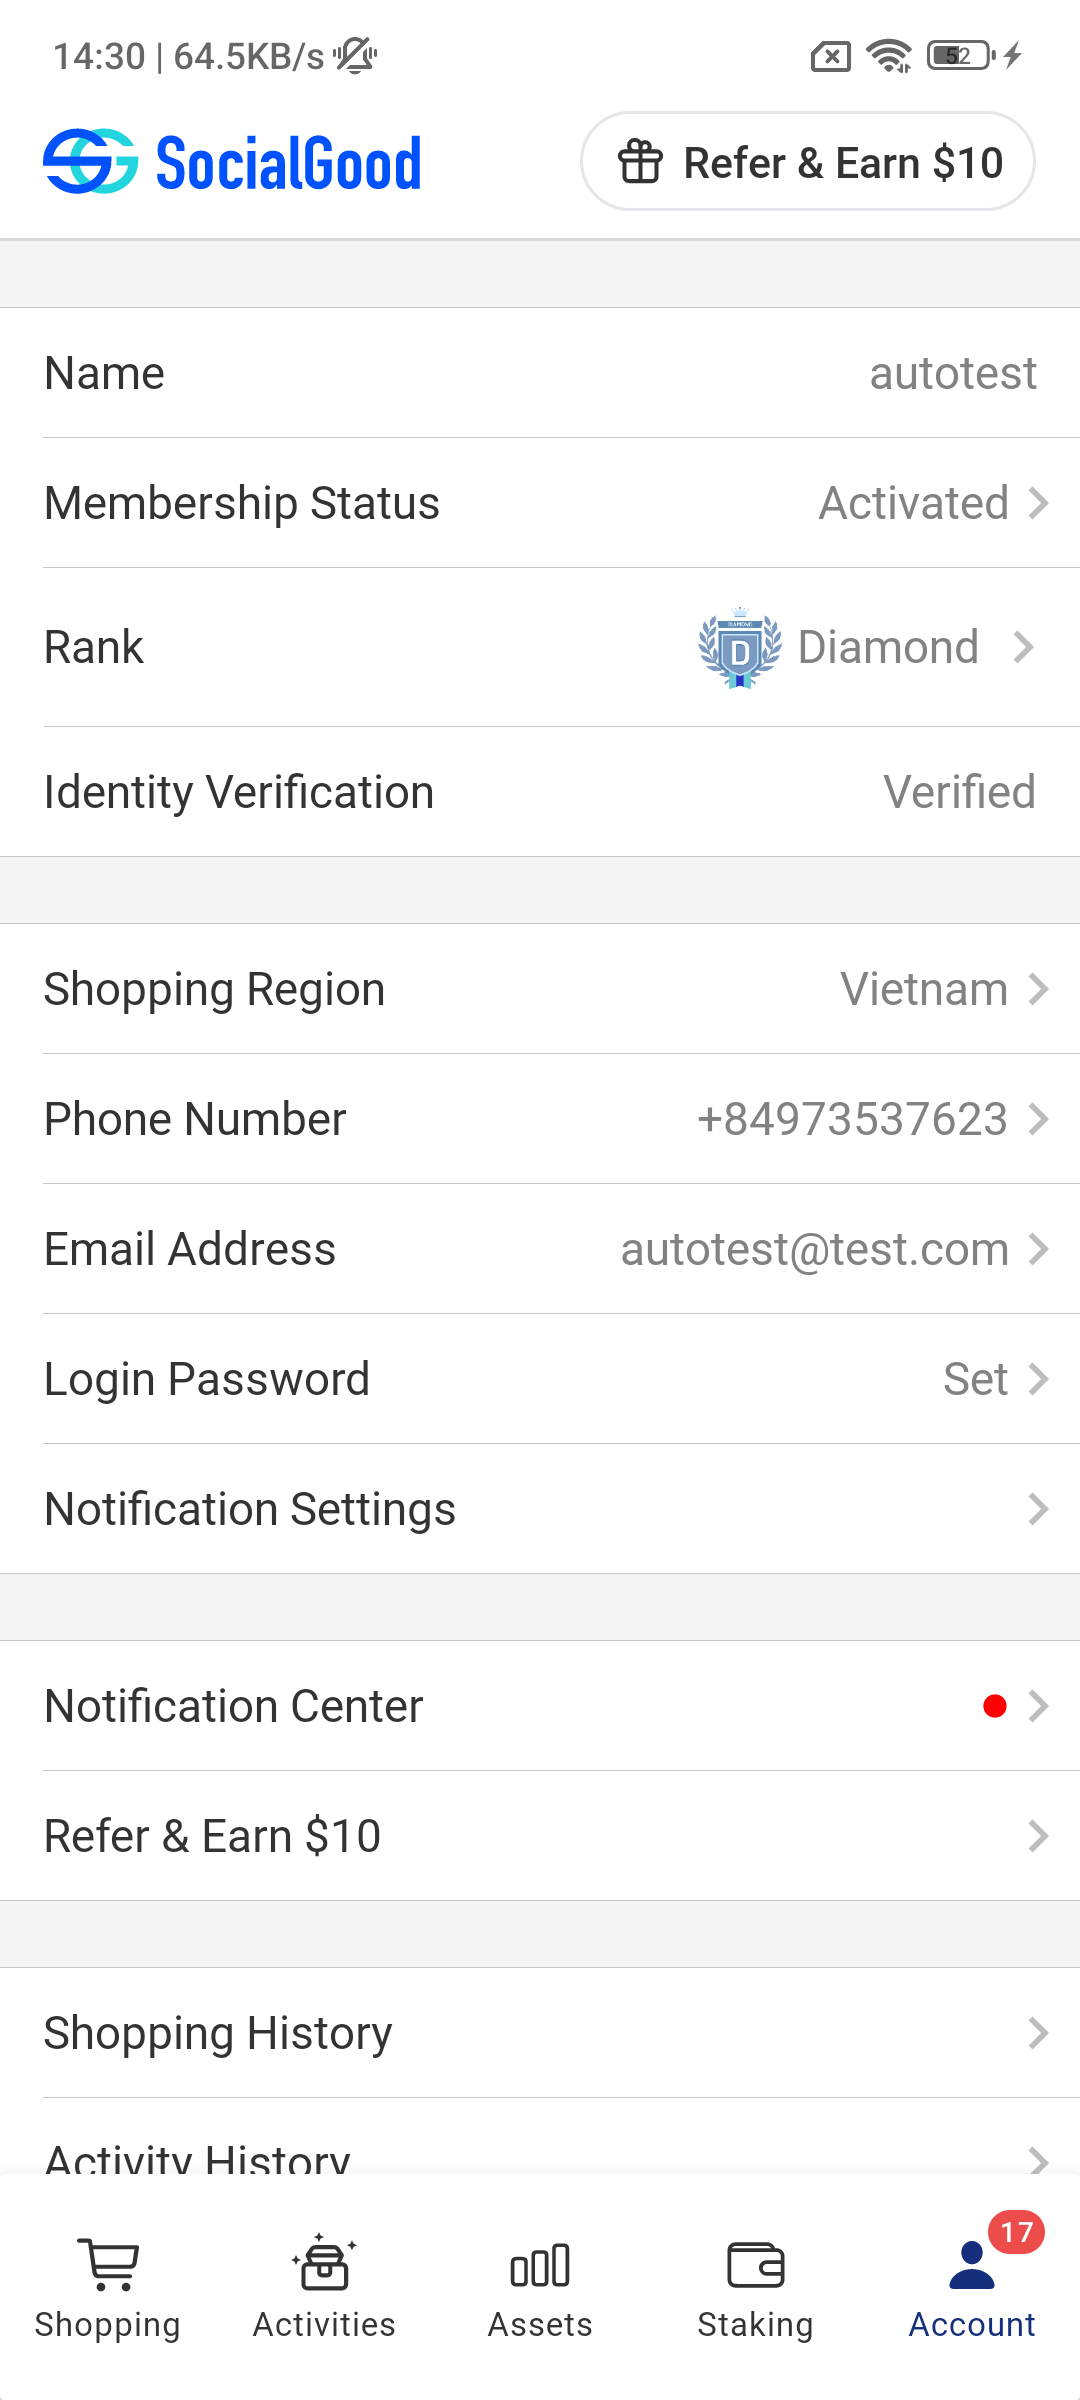 14:30 | 64.5KB/s
52
SocialGood
Refer & Earn $10
Name
autotest
Membership Status
Activated
Rank
DIAMOND
D
Diamond
Identity Verification
Verified
Shopping Region
Vietnam
Phone Number
+84973537623
Email Address
autotest@test.com
Login Password
Set
Notification Settings
Notification Center
Refer & Earn $10
Shopping History
Activity History
17
Shopping
Activities
Assets
Staking
Account